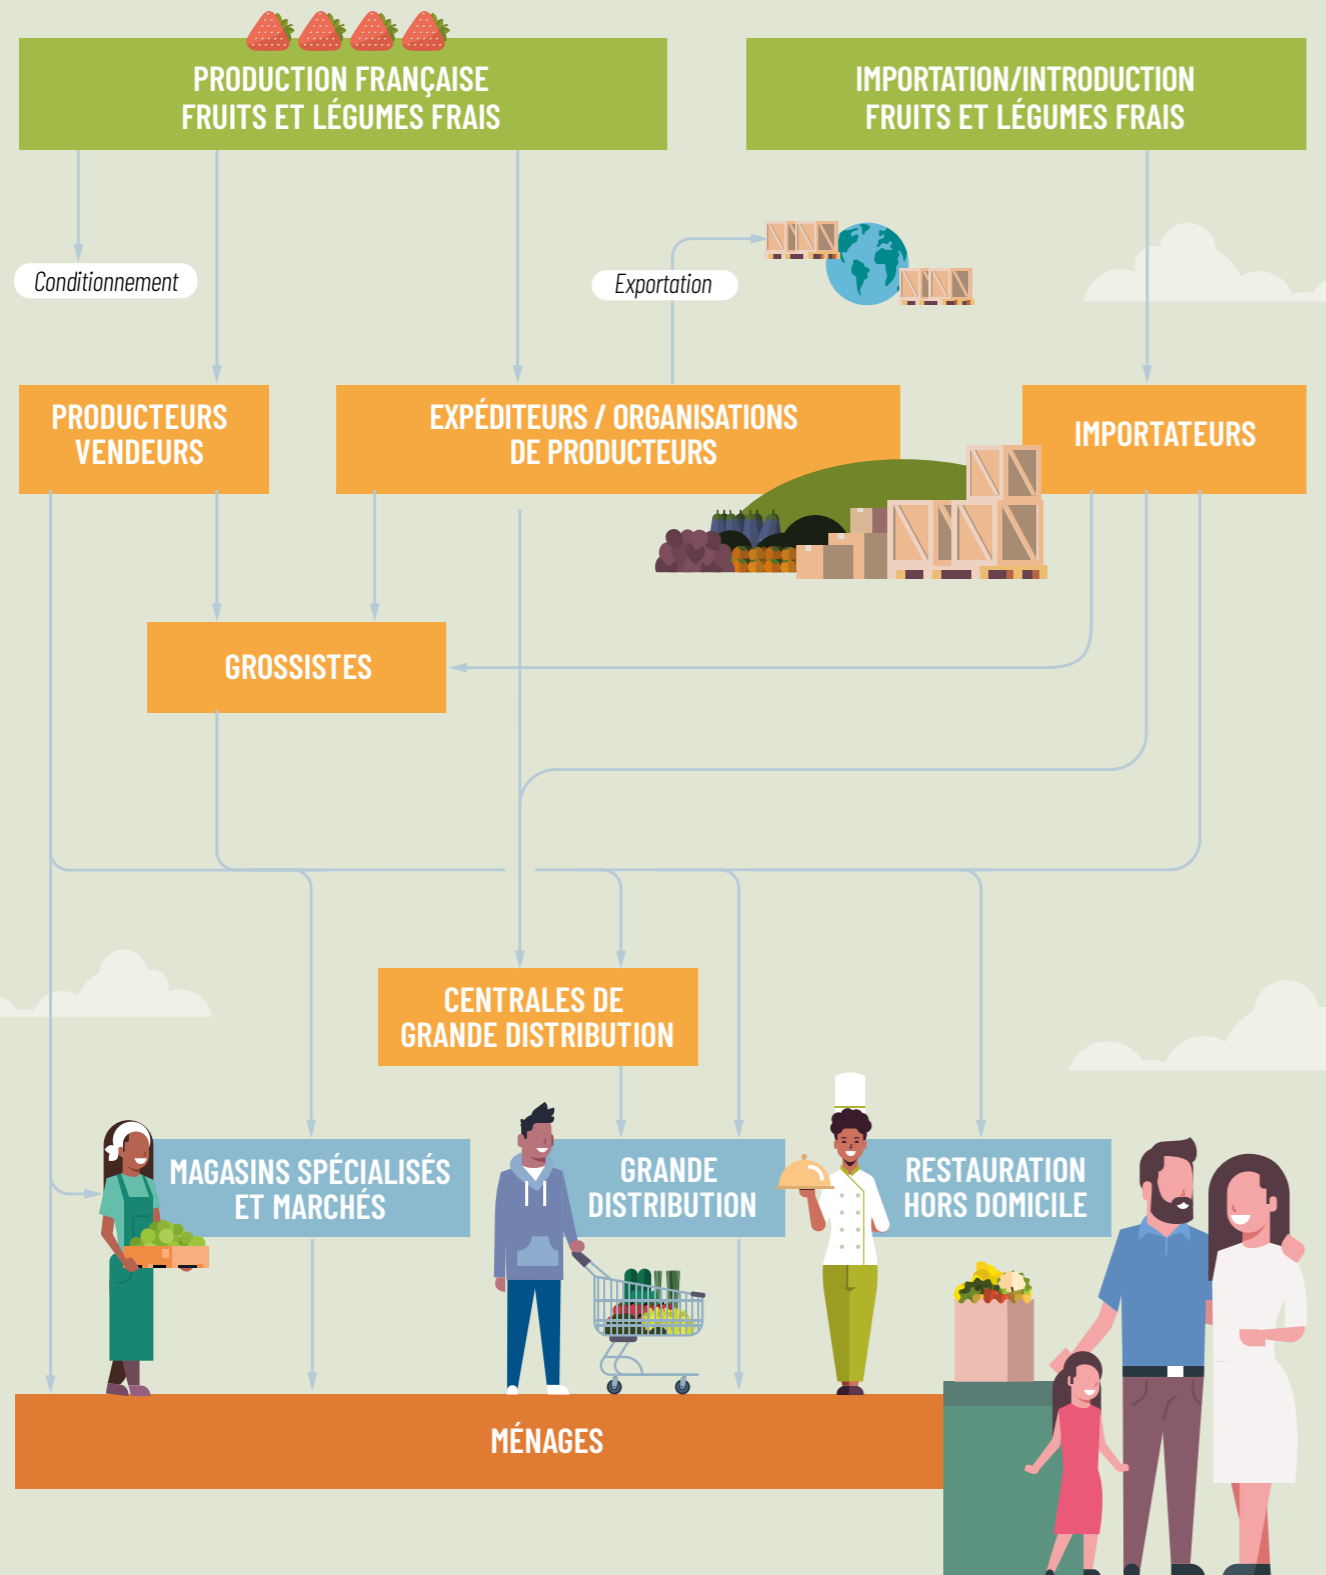 PRODUCTION FRANÇAISE
FRUITS ET LÉGUMES FRAIS
IMPORTATION/INTRODUCTION
FRUITS ET LÉGUMES FRAIS
Conditionnement
Exportation
PRODUCTEURS
VENDEURS
EXPÉDITEURS / ORGANISATIONS
DE PRODUCTEURS
IMPORTATEURS
GROSSISTES
CENTRALES DE
GRANDE DISTRIBUTION
MAGASINS SPÉCIALISÉS
ET MARCHÉS
GRANDE
DISTRIBUTION
RESTAURATION
HORS DOMICILE
MÉNAGES